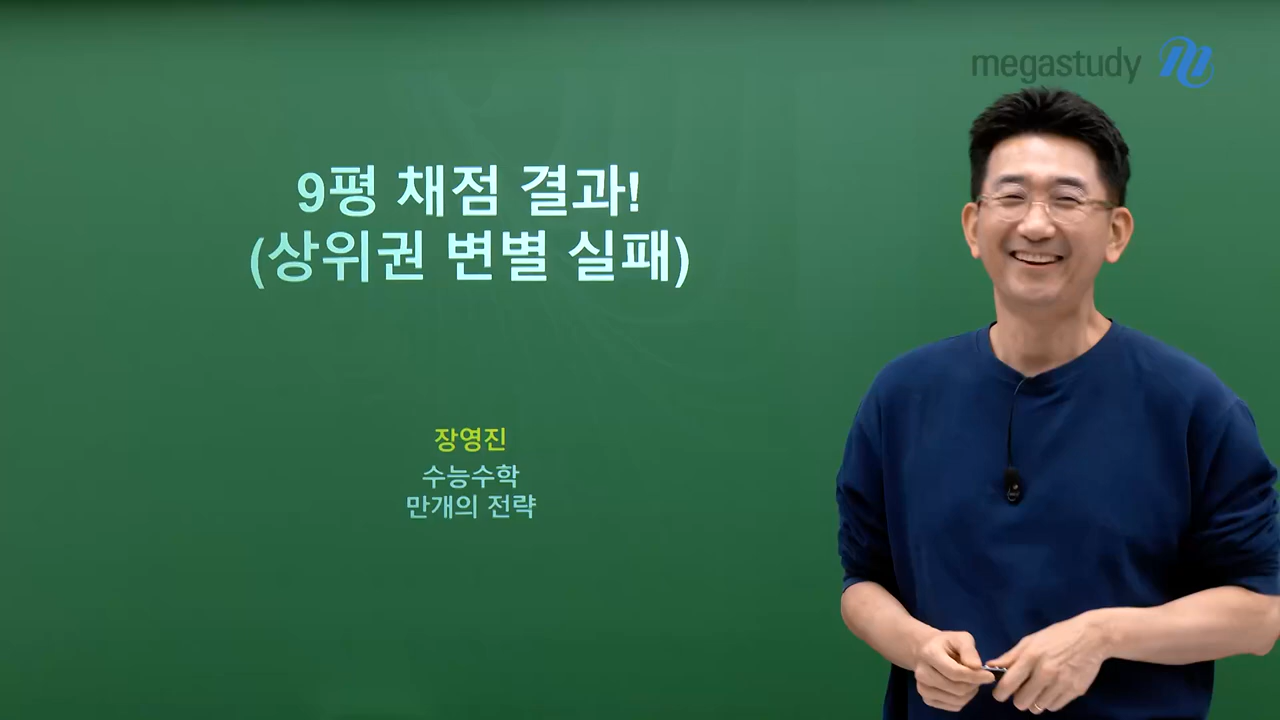 megastudy
9평 채점 결과!
(상위권 변별 실패)
장영진
수능수학
만개의 전략